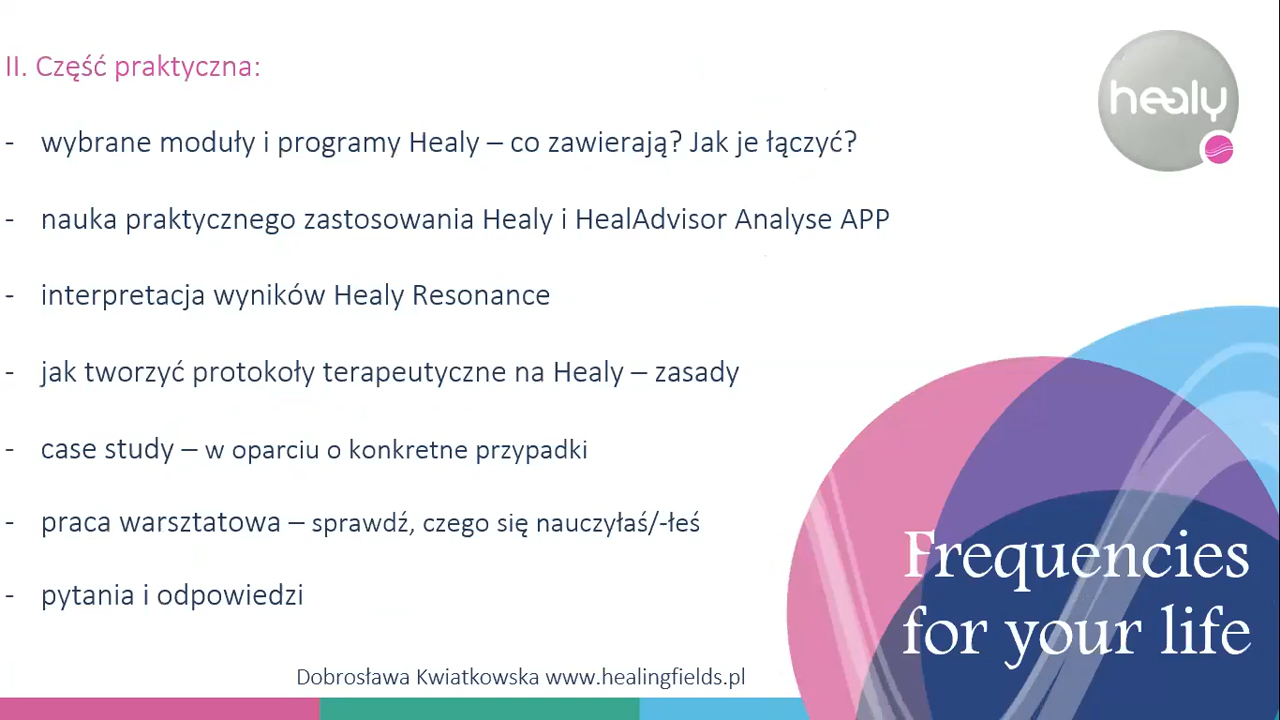 II. Część praktyczna:
healy
- wybrane moduły i programy Healy – co zawierają? Jak je łączyć?
- nauka praktycznego zastosowania Healy i HealAdvisor Analyse APP
- interpretacja wyników Healy Resonance
- jak tworzyć protokoły terapeutyczne na Healy – zasady
- case study – w oparciu o konkretne przypadki
- praca warsztatowa – sprawdź, czego się nauczyłaś/-łeś
- pytania i odpowiedzi
Frequencies
for your life
Dobrosława Kwiatkowska www.healingfields.pl